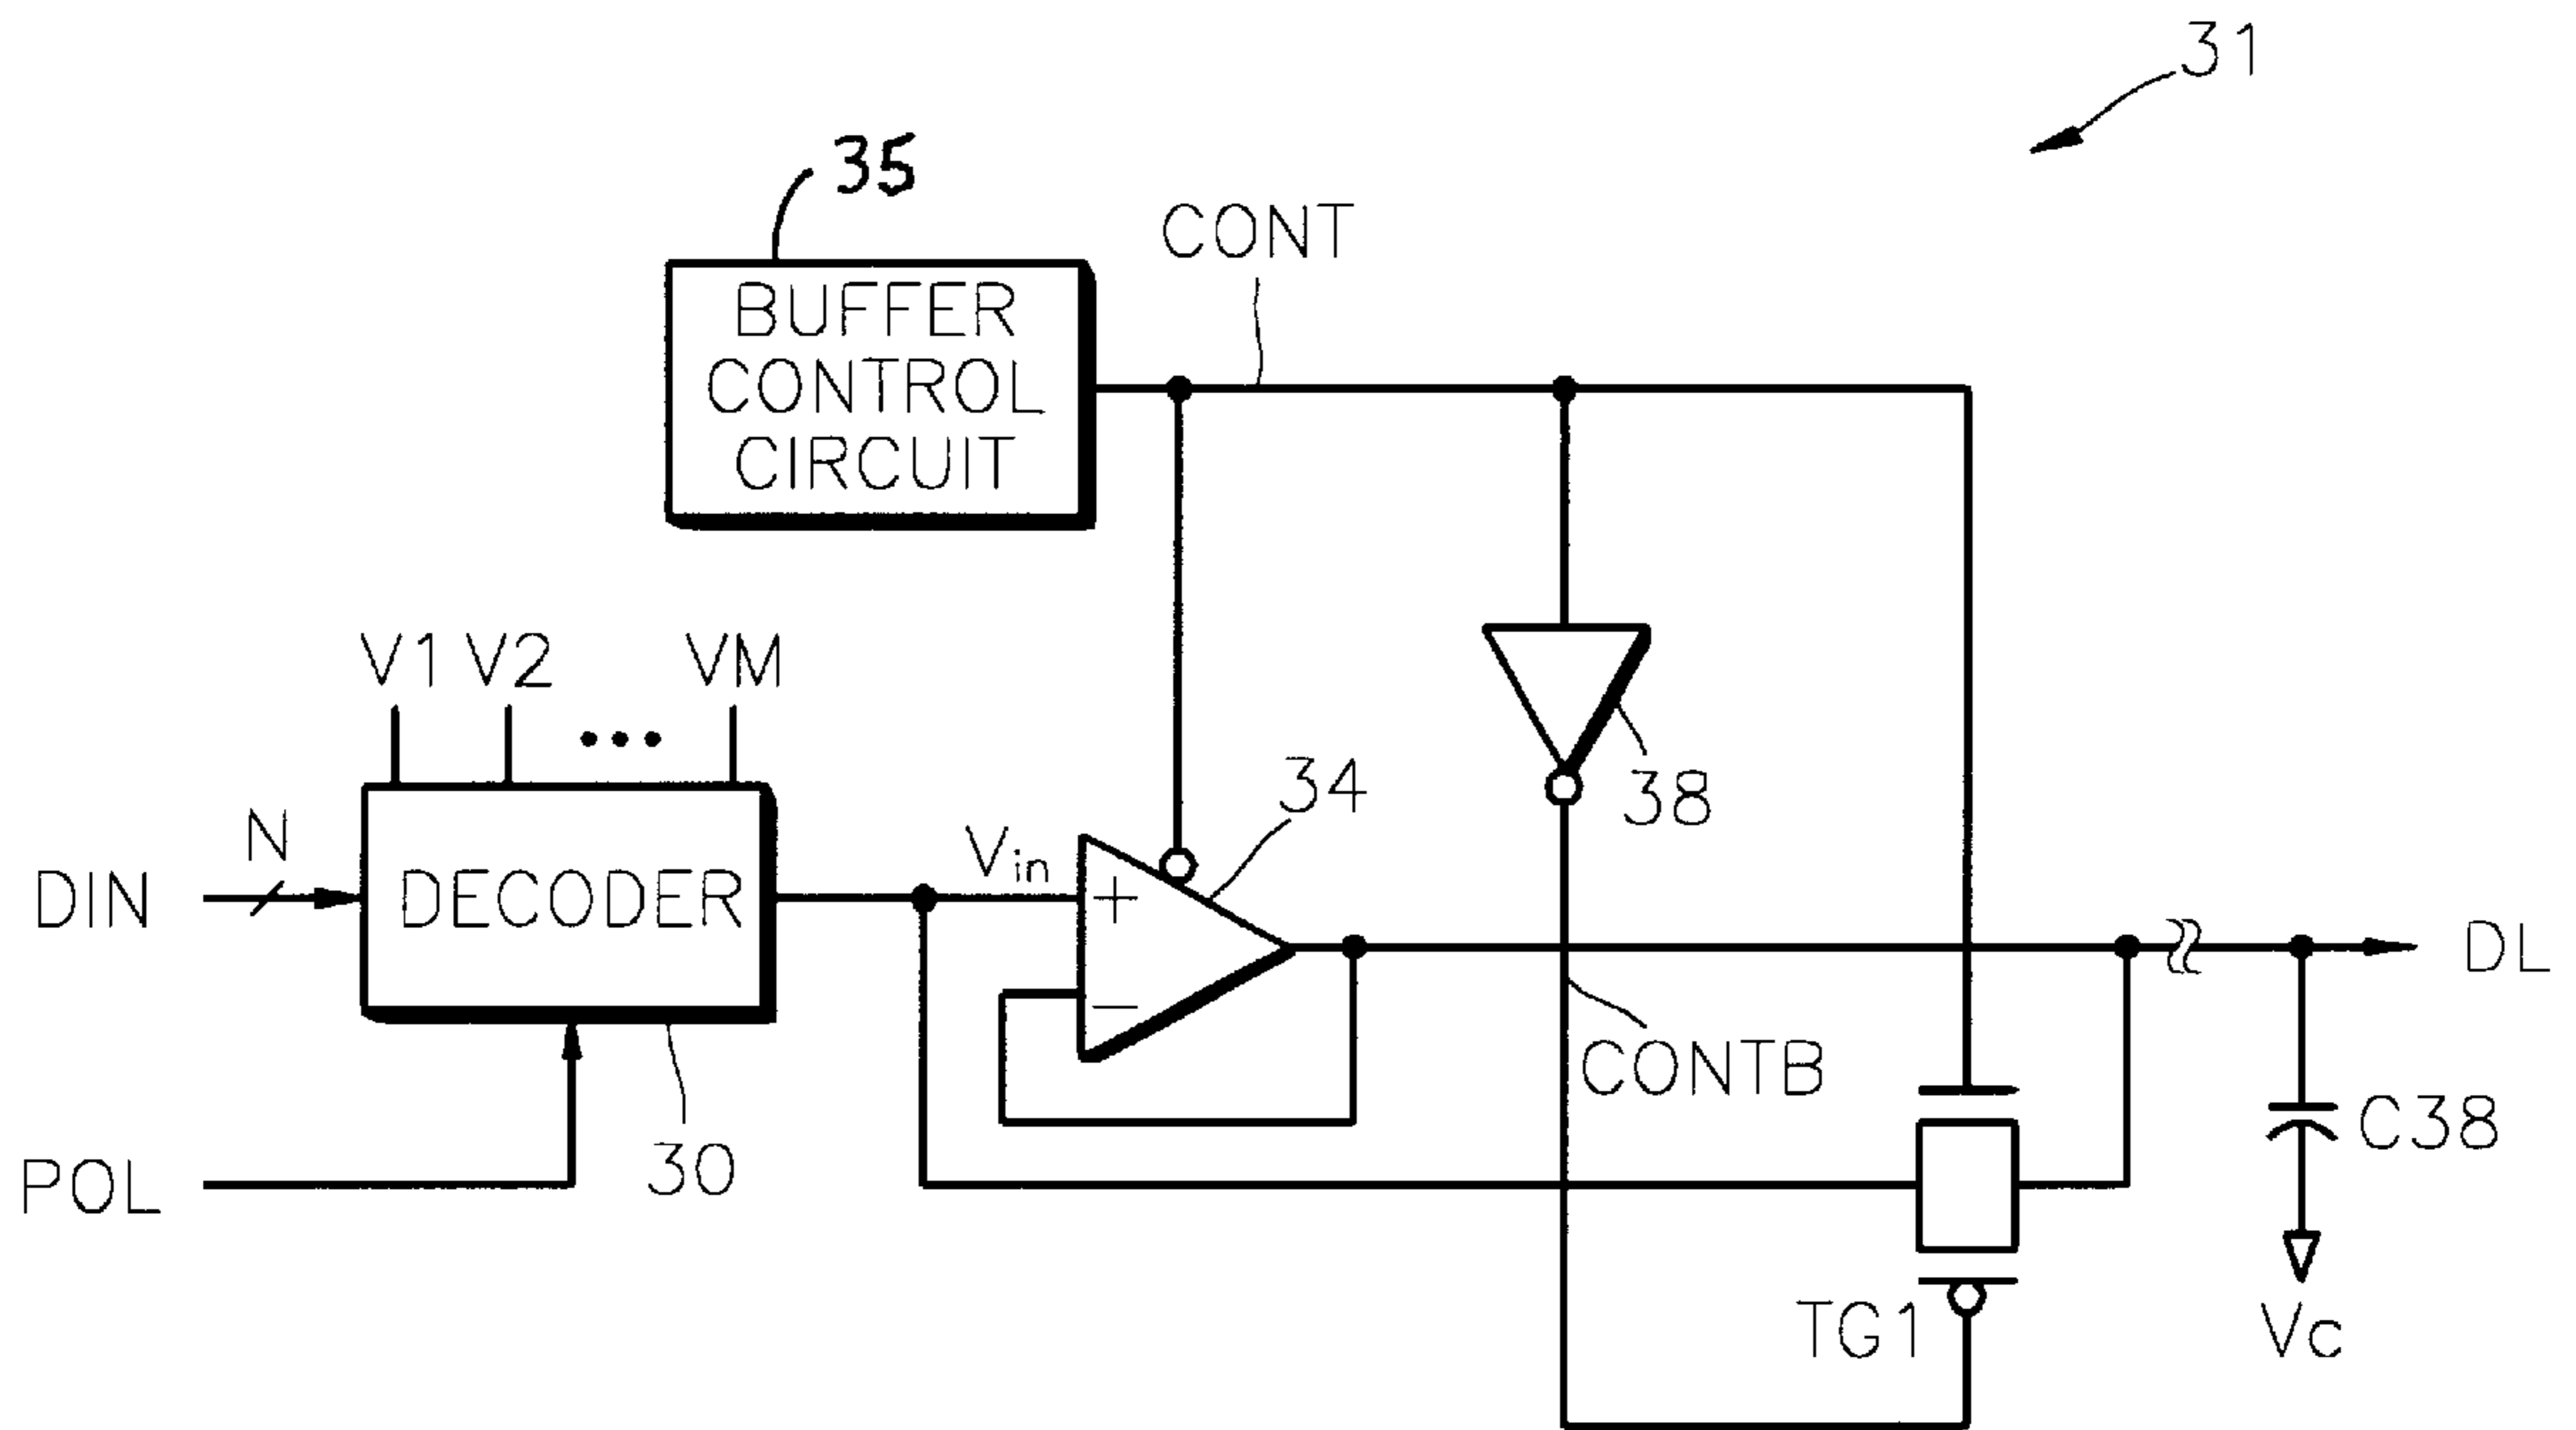 31
35
CONT
BUFFER
CONTROL
CIRCUIT
V1 V2 ••• VM
34
38
N
Vin
DIN
DECODER
+
−
DL
CONTB
C38
POL
30
TG1
Vc